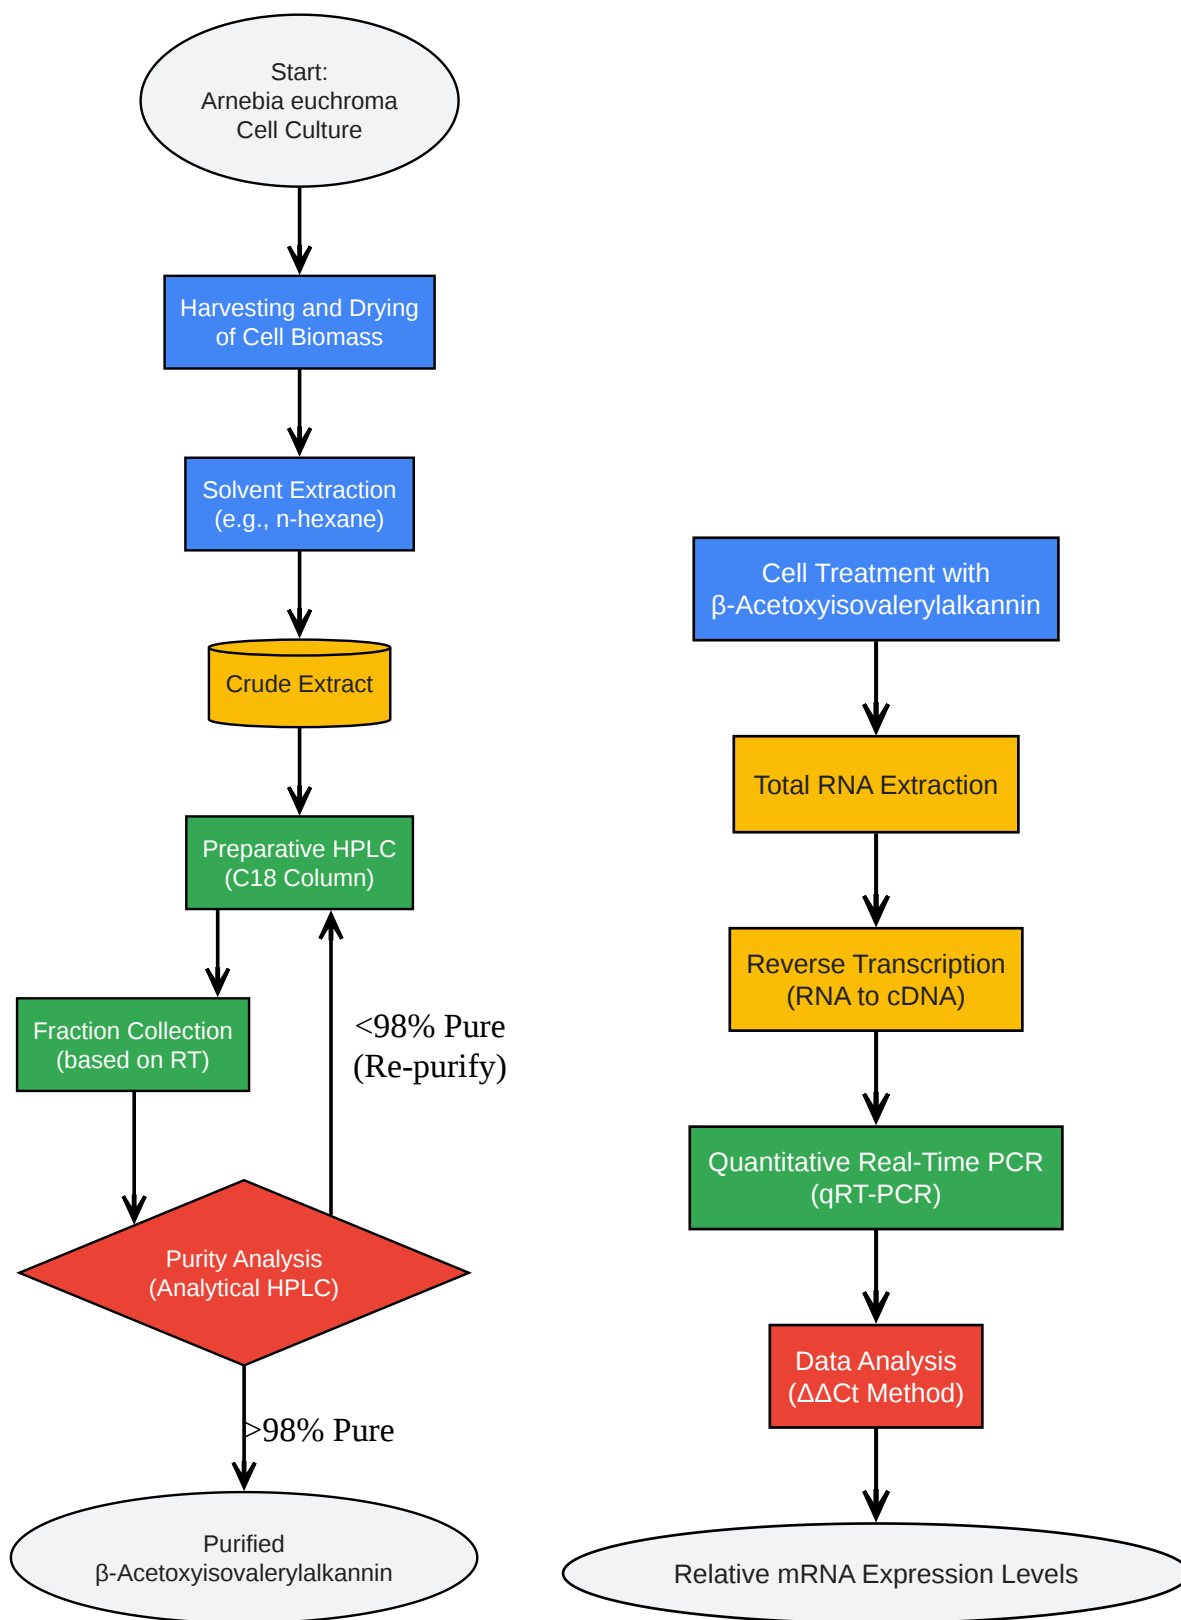 Start:
Arnebia euchroma
Cell Culture
Harvesting and Drying
of Cell Biomass
Solvent Extraction
(e.g., n-hexane)
Crude Extract
Preparative HPLC
(C18 Column)
Fraction Collection
(based on RT)
<98% Pure
(Re-purify)
Purity Analysis
(Analytical HPLC)
>98% Pure
Purified
β-Acetoxyisovalerylalkannin
Cell Treatment with
β-Acetoxyisovalerylalkannin
Total RNA Extraction
Reverse Transcription
(RNA to cDNA)
Quantitative Real-Time PCR
(qRT-PCR)
Data Analysis
(ΔΔCt Method)
Relative mRNA Expression Levels